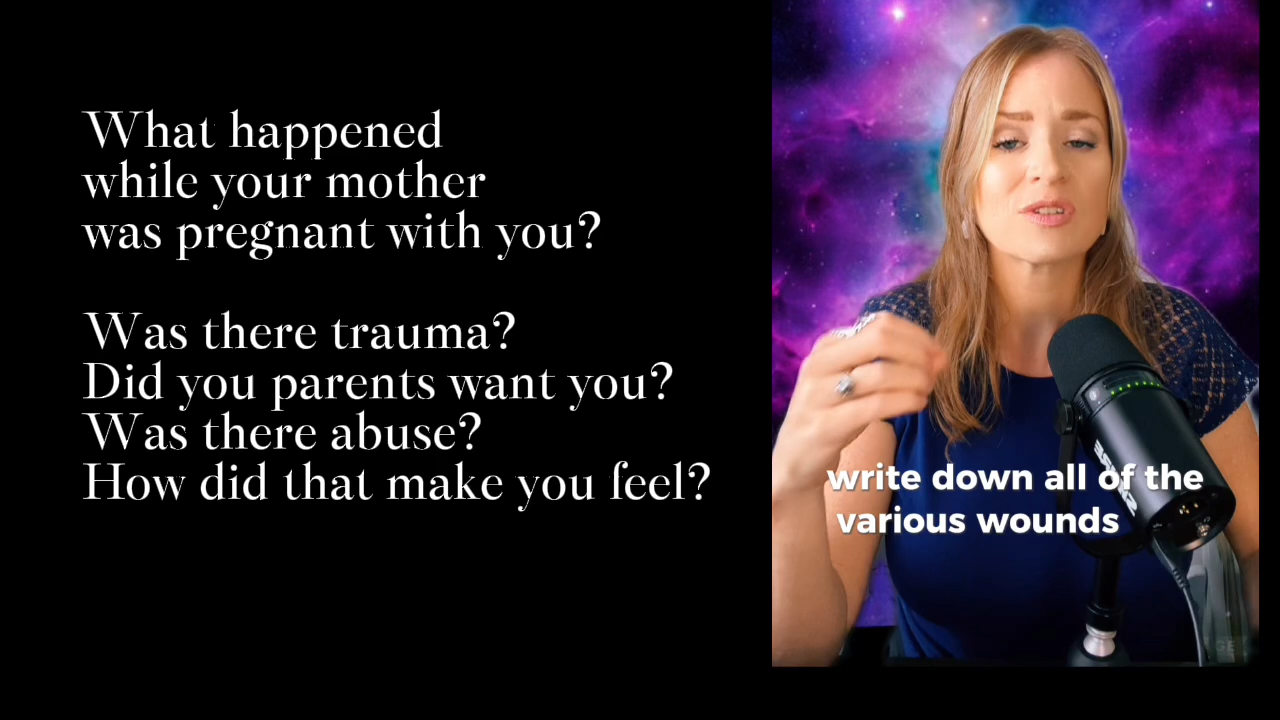 What happened
while your mother
was pregnant with you?
Was there trauma?
Did you parents want you?
Was there abuse?
How did that make you feel?
write down all of the
various wounds